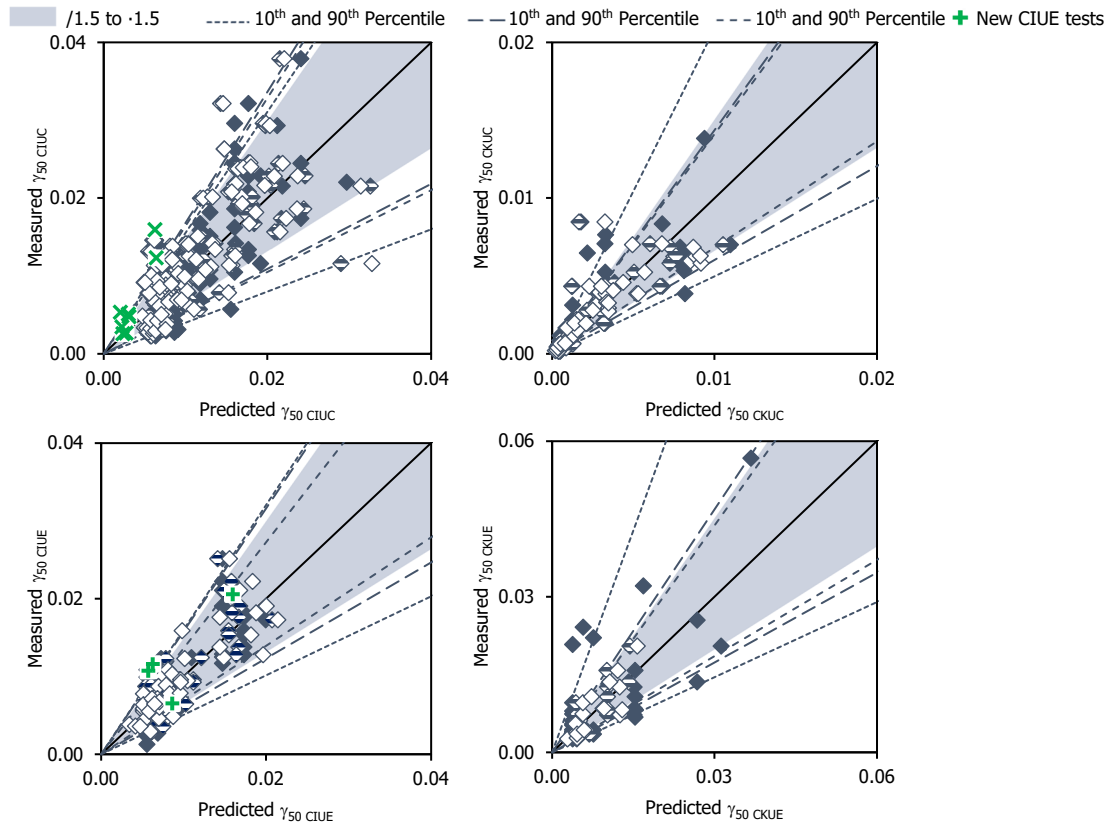 /1.5 to ·1.5 10th and 90th Percentile 10th and 90th Percentile 10th and 90th Percentile New CIUE tests
0.04
0.02
0.00
Measured γ50 CIUC
0.00 0.02 0.04
Predicted γ50 CIUC
0.02
0.01
0.00
Measured γ50 CKUC
0.00 0.01 0.02
Predicted γ50 CKUC
0.04
0.02
0.00
Measured γ50 CIUE
0.00 0.02 0.04
Predicted γ50 CIUE
0.06
0.03
0.00
Measured γ50 CKUE
0.00 0.03 0.06
Predicted γ50 CKUE